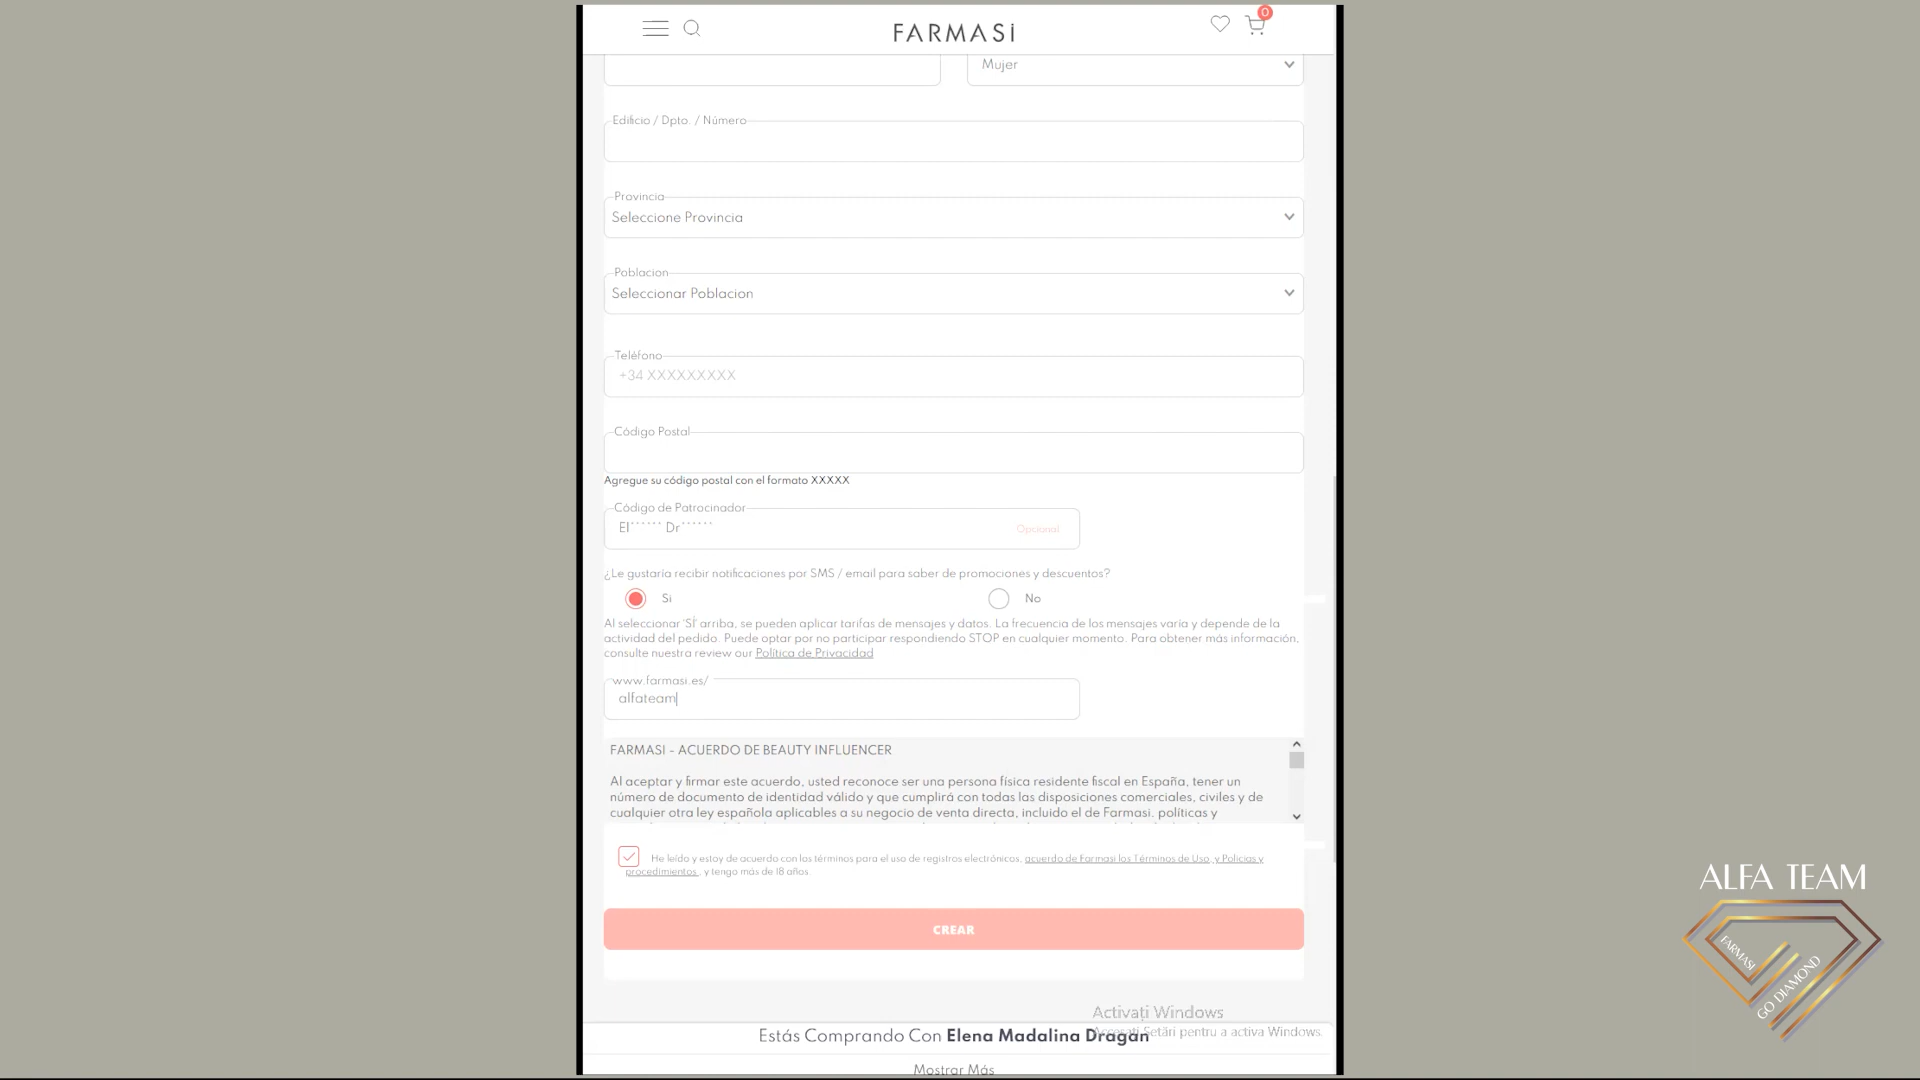 FARMASi
0
Mujer
Edificio / Dpto. / Número
Provincia
Seleccione Provincia
Poblacion
Seleccionar Poblacion
Teléfono
+34 XXXXXXXXX
Código Postal
Agregue su código postal con el formato XXXXX
Código de Patrocinador
El****** Dr******
Opcional
¿Le gustaría recibir notificaciones por SMS / email para saber de promociones y descuentos?
Si
No
Al seleccionar 'SÍ' arriba, se pueden aplicar tarifas de mensajes y datos. La frecuencia de los mensajes varía y depende de la
actividad del pedido. Puede optar por no participar respondiendo STOP en cualquier momento. Para obtener más información,
consulte nuestra review our Política de Privacidad
www.farmasi.es/
alfateam
FARMASI - ACUERDO DE BEAUTY INFLUENCER
Al aceptar y firmar este acuerdo, usted reconoce ser una persona física residente fiscal en España, tener un
número de documento de identidad válido y que cumplirá con todas las disposiciones comerciales, civiles y de
cualquier otra ley española aplicables a su negocio de venta directa, incluido el de Farmasi. políticas y
He leído y estoy de acuerdo con los términos para el uso de registros electrónicos, acuerdo de Farmasi los Términos de Uso, y Policias y
procedimientos , y tengo más de 18 años.
CREAR
ALFA TEAM
FARMASI
GO DIAMOND
Activați Windows
Accesați Setări pentru a activa Windows.
Estás Comprando Con Elena Madalina Dragan
Mostrar Más